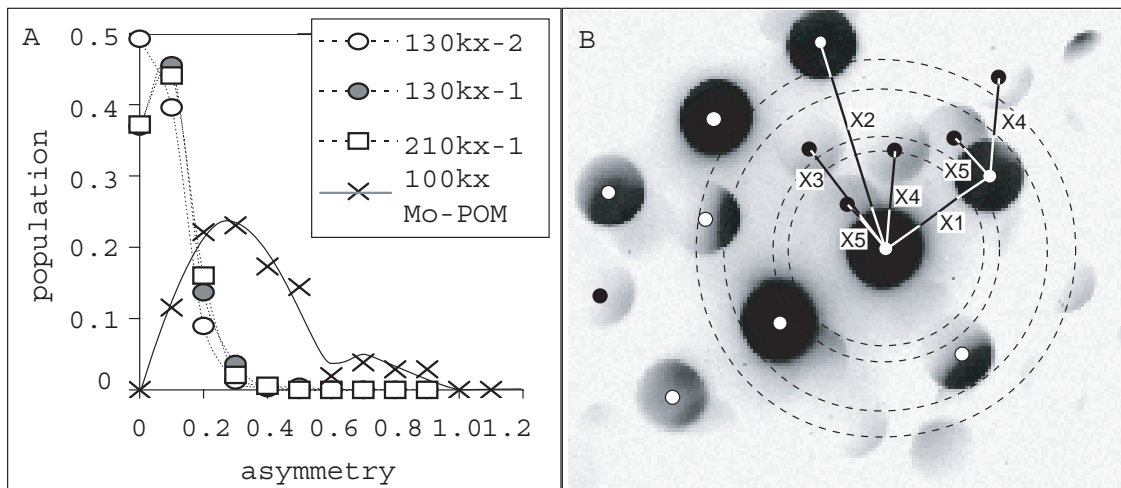 A
0.5
0.4
0.3
0.2
0.1
0
population
0 0.2 0.4 0.6 0.8 1.01.2
asymmetry
130kx-2
130kx-1
210kx-1
100kx
Mo-POM
B
X2
X4
X3
X4
X5
X5
X1